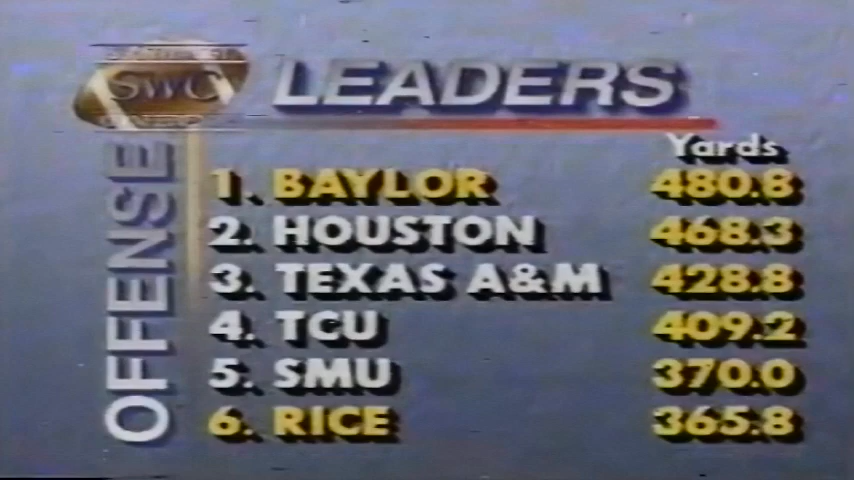 SWC
LEADERS
OFFENSE
Yards
1. BAYLOR 480.8
2. HOUSTON 468.3
3. TEXAS A&M 428.8
4. TCU 409.2
5. SMU 370.0
6. RICE 365.8